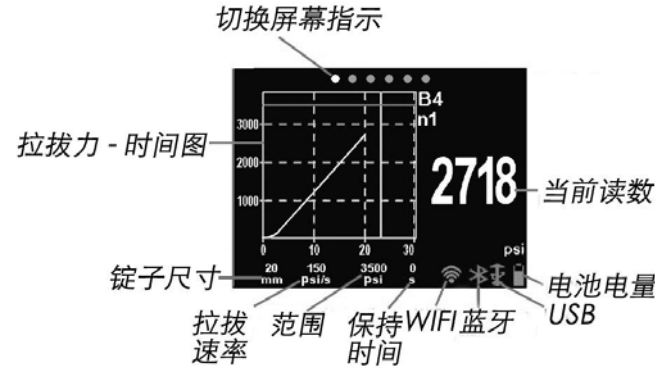 切换屏幕指示
B4
n1
3000
2000
1000
拉拔力 - 时间图
2718
当前读数
0 10 20 30
psi
20 150 3500 0
mm psi/s psi s
锭子尺寸
电池电量
拉拔速率
范围
保持时间
WIFI
蓝牙
USB